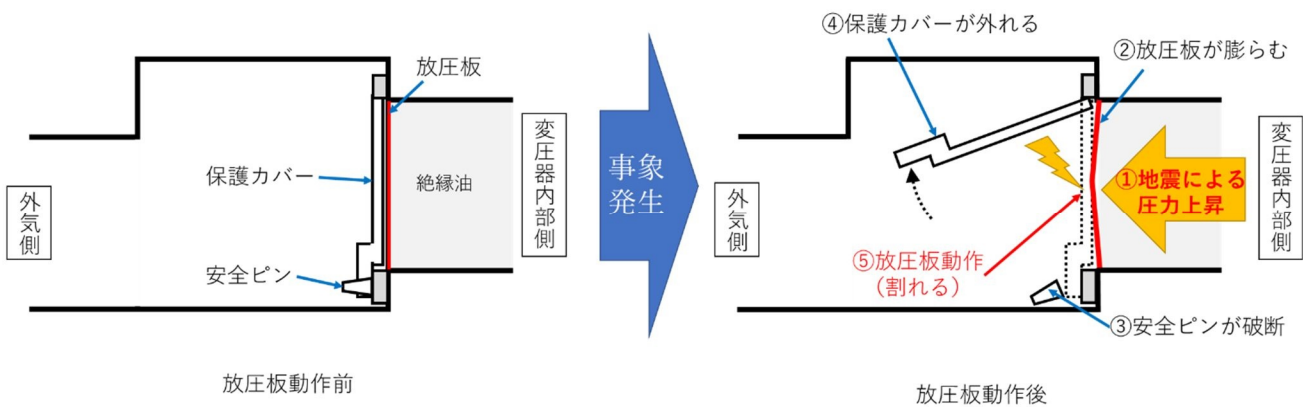 放圧板
保護カバー
絶縁油
変圧器内部側
外気側
安全ピン
放圧板動作前
事象
発生
④保護カバーが外れる
②放圧板が膨らむ
①地震による
圧力上昇
変圧器内部側
外気側
⑤放圧板動作
(割れる)
③安全ピンが破断
放圧板動作後